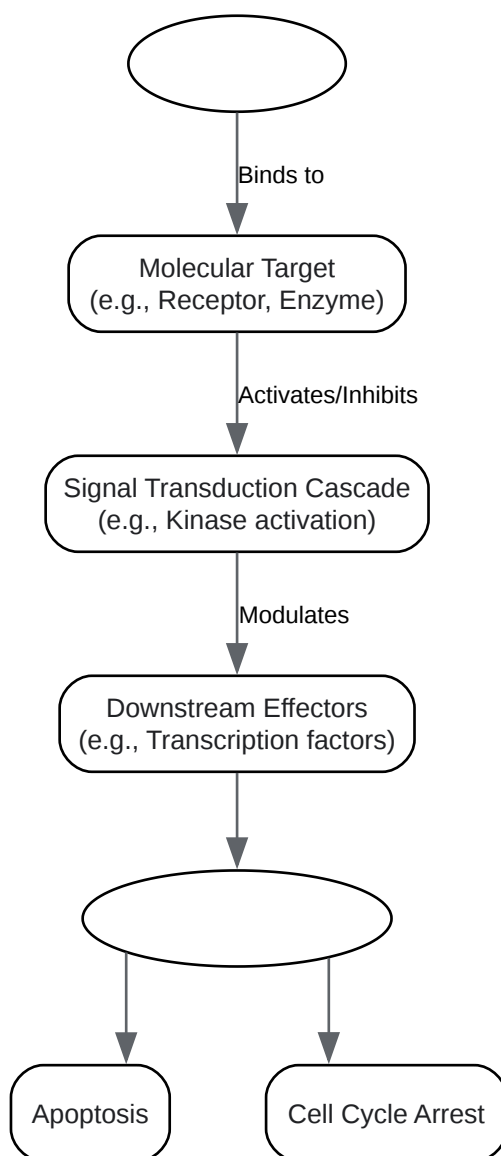 Binds to
Molecular Target
(e.g., Receptor, Enzyme)
Activates/Inhibits
Signal Transduction Cascade
(e.g., Kinase activation)
Modulates
Downstream Effectors
(e.g., Transcription factors)
Apoptosis
Cell Cycle Arrest